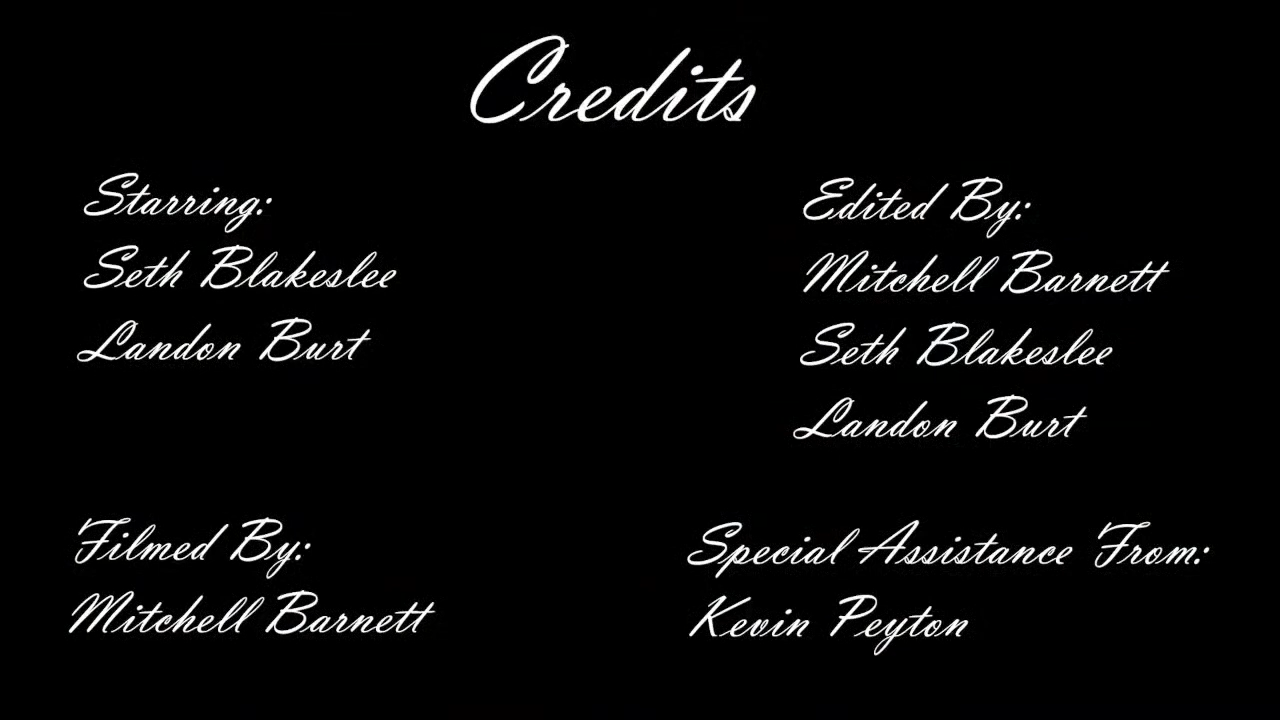 Credits
Starring:
Seth Blakeslee
Landon Burt
Edited By:
Mitchell Barnett
Seth Blakeslee
Landon Burt
Filmed By:
Mitchell Barnett
Special Assistance From:
Kevin Peyton